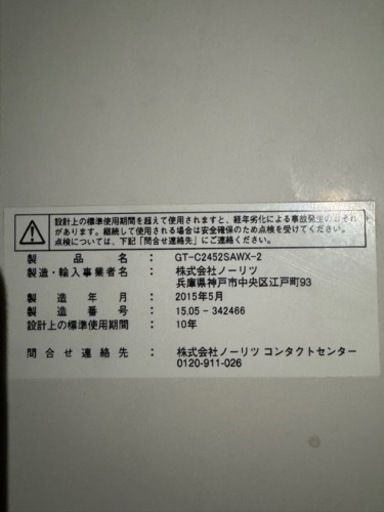 設計上の標準使用期間を超えて使用されますと、経年劣化による事故発生のおそれ
があります。継続して使用される場合は安全確保のため点検を受けてください。
点検については、下記「問合せ連絡先」にご連絡ください。
製品名 : GT-C2452SAWX-2
製造・輸入事業者名 : 株式会社ノーリツ
兵庫県神戸市中央区江戸町93
製造年月 : 2015年5月
製造番号 : 15.05-342466
設計上の標準使用期間 : 10年
問合せ連絡先 : 株式会社ノーリツ コンタクトセンター
0120-911-026